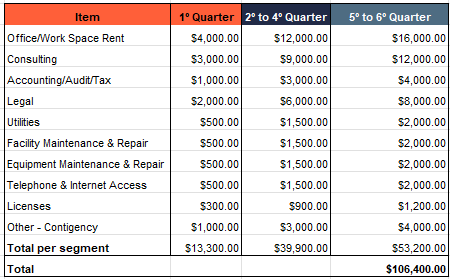 Item 1º Quarter 2º to 4º Quarter 5º to 6º Quarter
Office/Work Space Rent $4,000.00 $12,000.00 $16,000.00
Consulting $3,000.00 $9,000.00 $12,000.00
Accounting/Audit/Tax $1,000.00 $3,000.00 $4,000.00
Legal $2,000.00 $6,000.00 $8,000.00
Utilities $500.00 $1,500.00 $2,000.00
Facility Maintenance & Repair $500.00 $1,500.00 $2,000.00
Equipment Maintenance & Repair $500.00 $1,500.00 $2,000.00
Telephone & Internet Access $500.00 $1,500.00 $2,000.00
Licenses $300.00 $900.00 $1,200.00
Other - Contigency $1,000.00 $3,000.00 $4,000.00
Total per segment $13,300.00 $39,900.00 $53,200.00
Total $106,400.00